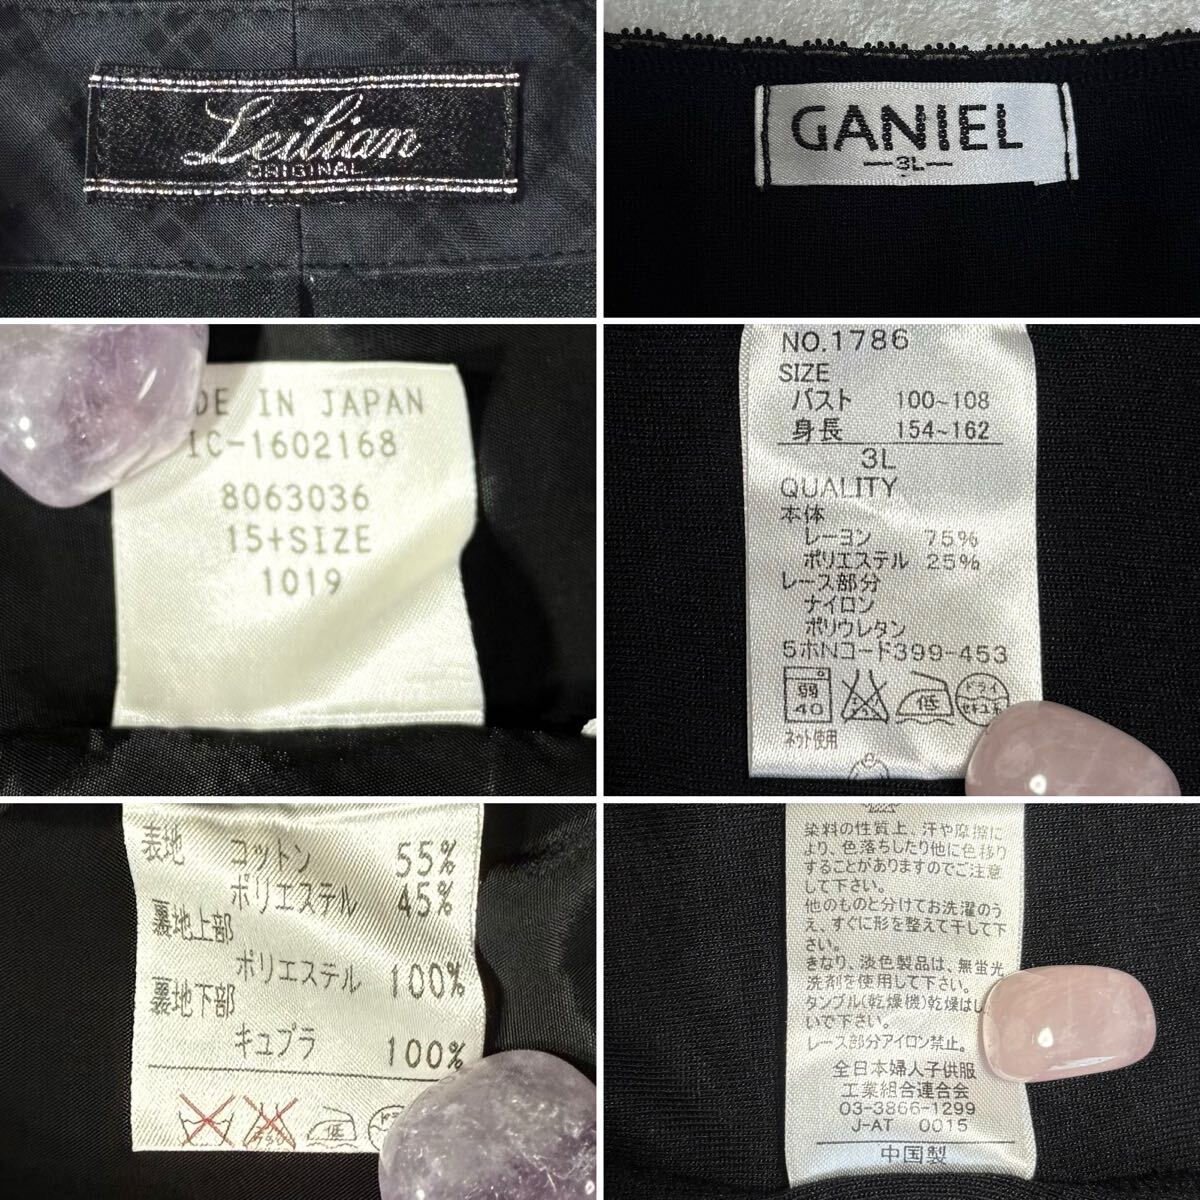 Leilian
ORIGINAL
GANIEL
3L
DE IN JAPAN
IC-1602168
8063036
15+SIZE
1019
NO.1786
SIZE
バスト 100~108
身長 154~162
3L
QUALITY
本体
レーヨン 75%
ポリエステル 25%
レース部分
ナイロン
ポリウレタン
5ホNコード399-453
弱 40 低 ドライ
ネット使用
表地 コットン 55%
ポリエステル 45%
裏地上部
ポリエステル 100%
裏地下部
キュプラ 100%
低
染料の性質上、汗や摩擦に
より、色落ちしたり他に色移り
することがありますのでご注意
して下さい。
他のものと分けてお洗濯のう
え、すぐに形を整えて干して下
さい。
きなり、淡色製品は、無蛍光
洗剤を使用して下さい。
タンブル(乾燥機)乾燥はし
いで下さい。
レース部分アイロン禁止。
全日本婦人子供服
工業組合連合会
03-3866-1299
J-AT 0015
中国製